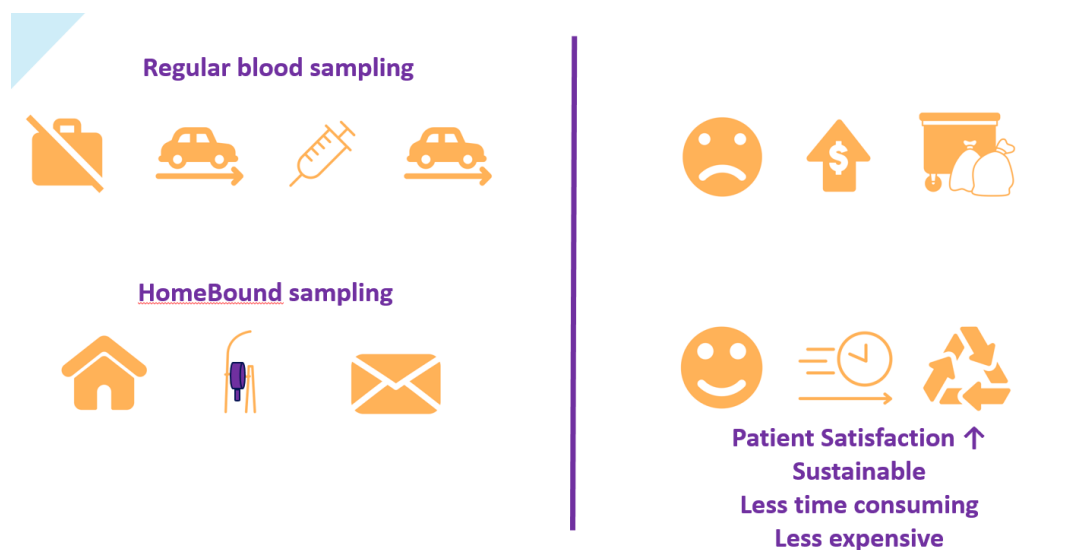 Regular blood sampling
$
HomeBound sampling
Patient Satisfaction ↑
Sustainable
Less time consuming
Less expensive